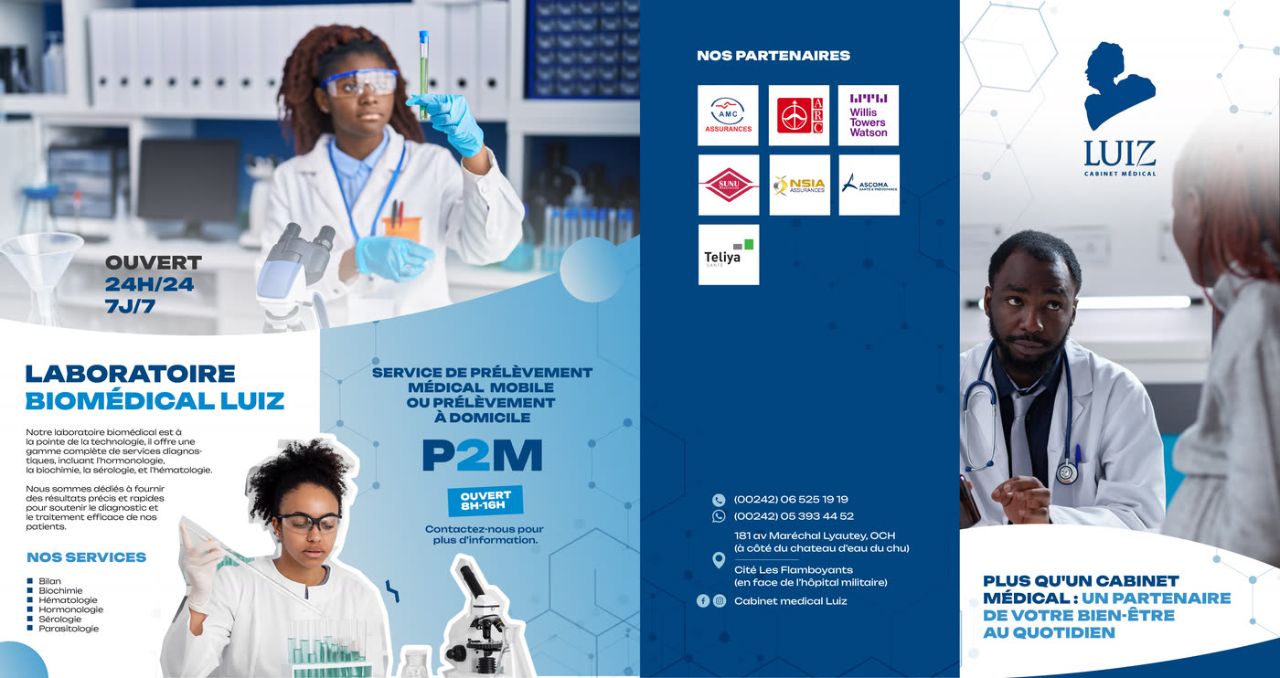 OUVERT
24H/24
7J/7
LABORATOIRE
BIOMÉDICAL LUIZ
Notre laboratoire biomédical est à
la pointe de la technologie, il offre une
gamme complète de services diagnos-
tiques, incluant l'hormonologie,
la biochimie, la sérologie, et l'hématologie.
Nous sommes dédiés à fournir
des résultats précis et rapides
pour soutenir le diagnostic et
le traitement efficace de nos
patients.
NOS SERVICES
Bilan
Biochimie
Hématologie
Hormonologie
Sérologie
Parasitologie
SERVICE DE PRÉLÈVEMENT
MÉDICAL MOBILE
OU PRÉLÈVEMENT
À DOMICILE
P2M
OUVERT
8H-16H
Contactez-nous pour
plus d'information.
NOS PARTENAIRES
AMC
ASSURANCES
ARC
Willis
Towers
Watson
SUNU
NSIA
ASSURANCES
ASCOMA
SANTÉ & PRÉVOYANCE
Teliya
SANTÉ
(00242) 06 525 19 19
(00242) 05 393 44 52
181 av Maréchal Lyautey, OCH
(à côté du chateau d'eau du chu)
Cité Les Flamboyants
(en face de l'hôpital militaire)
Cabinet medical Luiz
LUIZ
CABINET MÉDICAL
PLUS QU'UN CABINET
MÉDICAL : UN PARTENAIRE
DE VOTRE BIEN-ÊTRE
AU QUOTIDIEN